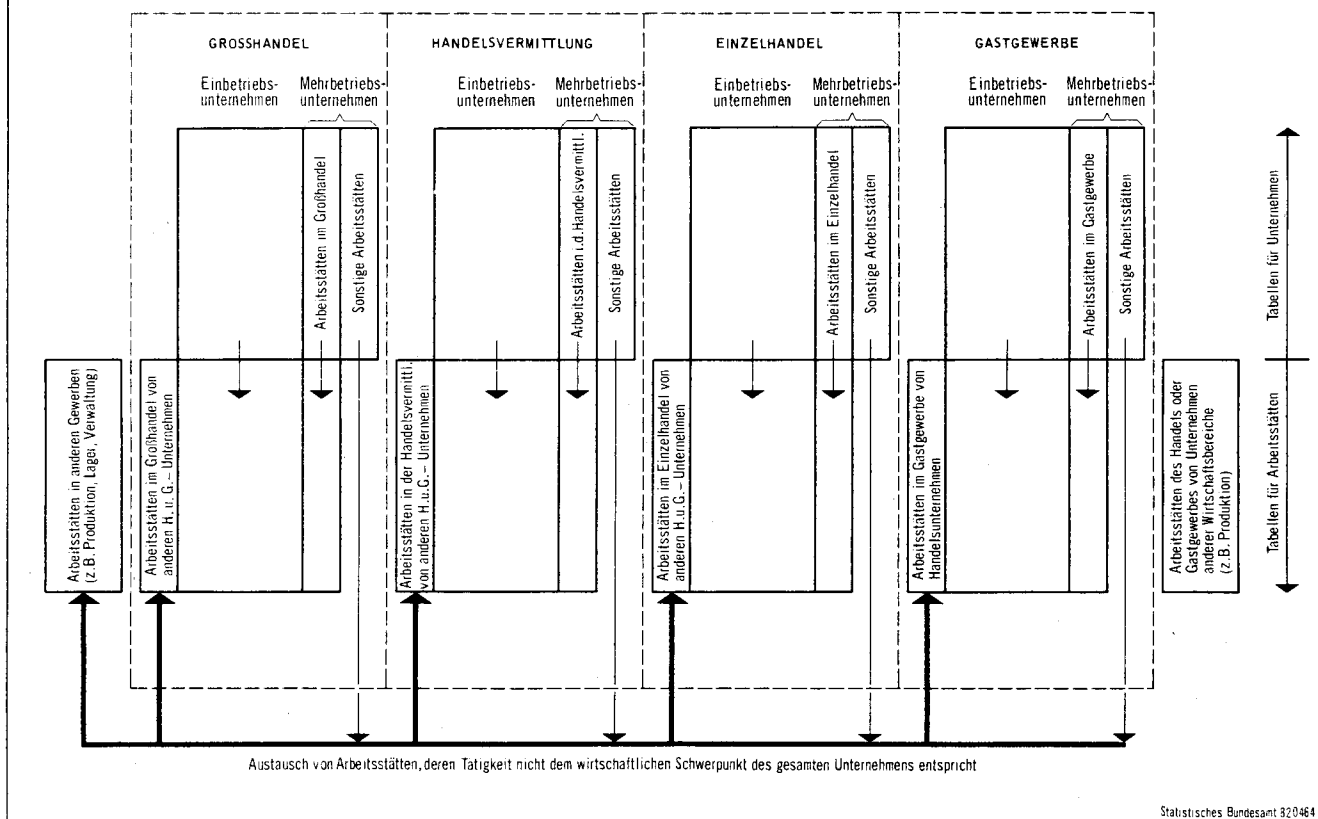 GROSSHANDEL
Einbetriebs-
unternehmen
Mehrbetriebs-
unternehmen
Arbeitsstätten im Großhandel
Sonstige Arbeitsstätten
HANDELSVERMITTLUNG
Einbetriebs-
unternehmen
Mehrbetriebs-
unternehmen
Arbeitsstätten i.d.Handelsvermittl.
Sonstige Arbeitsstätten
EINZELHANDEL
Einbetriebs-
unternehmen
Mehrbetriebs-
unternehmen
Arbeitsstätten im Einzelhandel
Sonstige Arbeitsstätten
GASTGEWERBE
Einbetriebs-
unternehmen
Mehrbetriebs-
unternehmen
Arbeitsstätten im Gastgewerbe
Sonstige Arbeitsstätten
Tabellen für Unternehmen
Arbeitsstätten in anderen Gewerben
(z.B. Produktion, Lager, Verwaltung)
Arbeitsstätten im Großhandel von
anderen H.u.G.– Unternehmen
Arbeitsstätten in der Handelsvermittl.
von anderen H.u.G.– Unternehmen
Arbeitsstätten im Einzelhandel von
anderen H.u.G.– Unternehmen
Arbeitsstätten im Gastgewerbe von
Handelsunternehmen
Arbeitsstätten des Handels oder
Gastgewerbes von Unternehmen
anderer Wirtschaftsbereiche
(z.B. Produktion)
Tabellen für Arbeitsstätten
Austausch von Arbeitsstätten, deren Tätigkeit nicht dem wirtschaftlichen Schwerpunkt des gesamten Unternehmens entspricht
Statistisches Bundesamt 820464